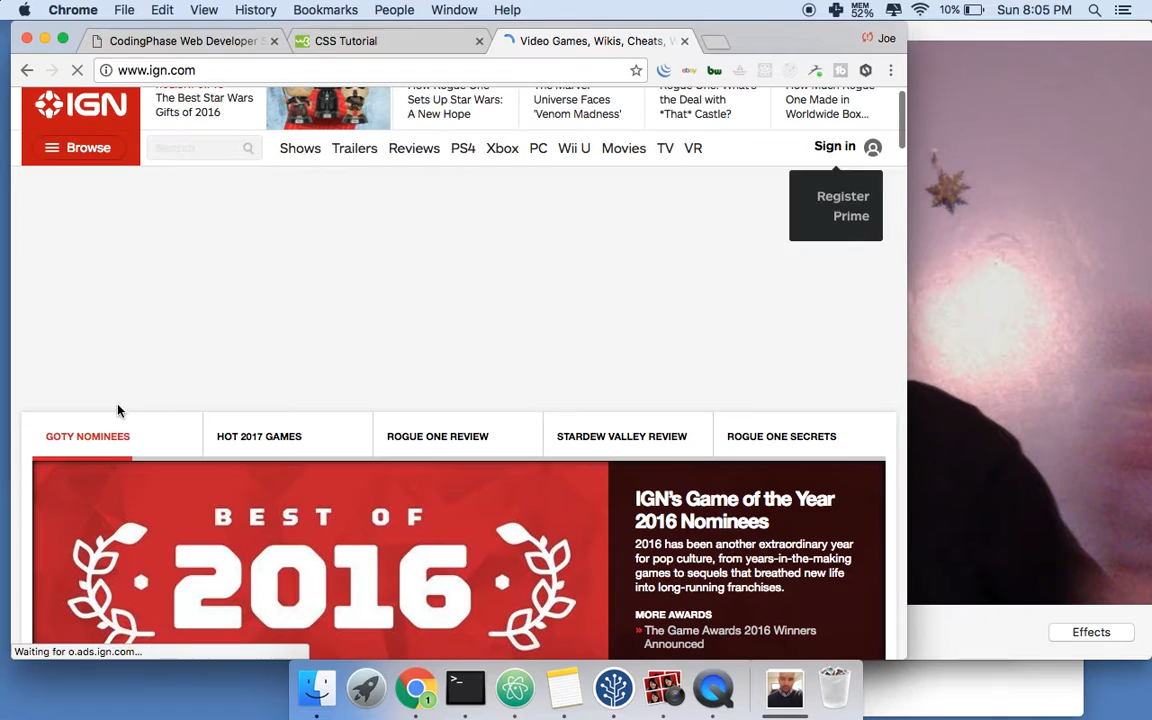 Chrome File Edit View History Bookmarks People Window Help
MEM 52% 10% Sun 8:05 PM
CodingPhase Web Developer
CSS Tutorial
Video Games, Wikis, Cheats,
Joe
www.ign.com
IGN
The Best Star Wars
Gifts of 2016
Sets Up Star Wars:
A New Hope
The Marvel
Universe Faces
'Venom Madness'
Rogue One: What's
the Deal with
*That* Castle?
How Much Rogue
One Made in
Worldwide Box...
Browse
Search
Shows Trailers Reviews PS4 Xbox PC Wii U Movies TV VR
Sign in
Register
Prime
GOTY NOMINEES
HOT 2017 GAMES
ROGUE ONE REVIEW
STARDEW VALLEY REVIEW
ROGUE ONE SECRETS
BEST OF
2016
IGN's Game of the Year
2016 Nominees
2016 has been another extraordinary year
for pop culture, from years-in-the-making
games to sequels that breathed new life
into long-running franchises.
MORE AWARDS
» The Game Awards 2016 Winners
Announced
Waiting for o.ads.ign.com...
Effects
1